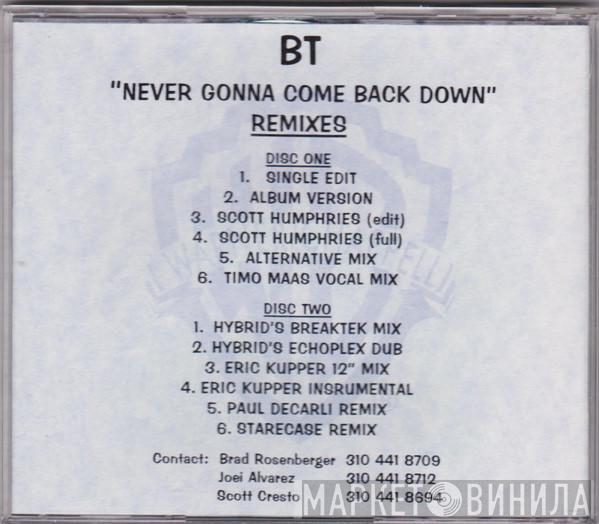 BT
"NEVER GONNA COME BACK DOWN"
REMIXES
DISC ONE
1. SINGLE EDIT
2. ALBUM VERSION
3. SCOTT HUMPHRIES (edit)
4. SCOTT HUMPHRIES (full)
5. ALTERNATIVE MIX
6. TIMO MAAS VOCAL MIX
DISC TWO
1. HYBRID'S BREAKTEK MIX
2. HYBRID'S ECHOPLEX DUB
3. ERIC KUPPER 12" MIX
4. ERIC KUPPER INSRUMENTAL
5. PAUL DECARLI REMIX
6. STARECASE REMIX
Contact: Brad Rosenberger 310 441 8709
Joei Alvarez 310 441 8712
Scott Cresto 310 441 8694
МАРКЕТ ВИНИЛА